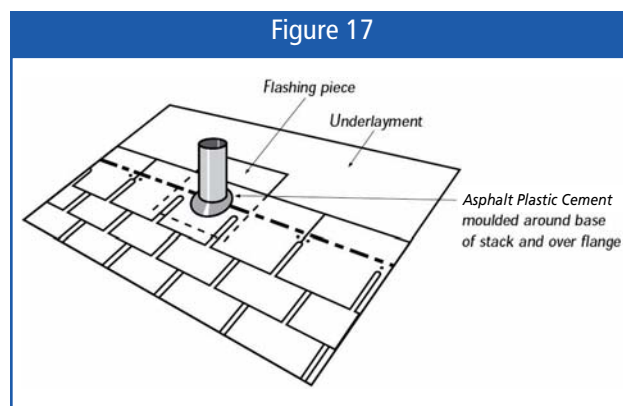 Figure 17
Flashing piece
Underlayment
Asphalt Plastic Cement
moulded around base
of stack and over flange